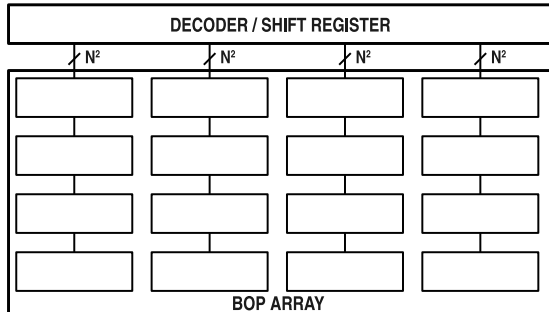 DECODER / SHIFT REGISTER
N² N² N² N²
BOP ARRAY